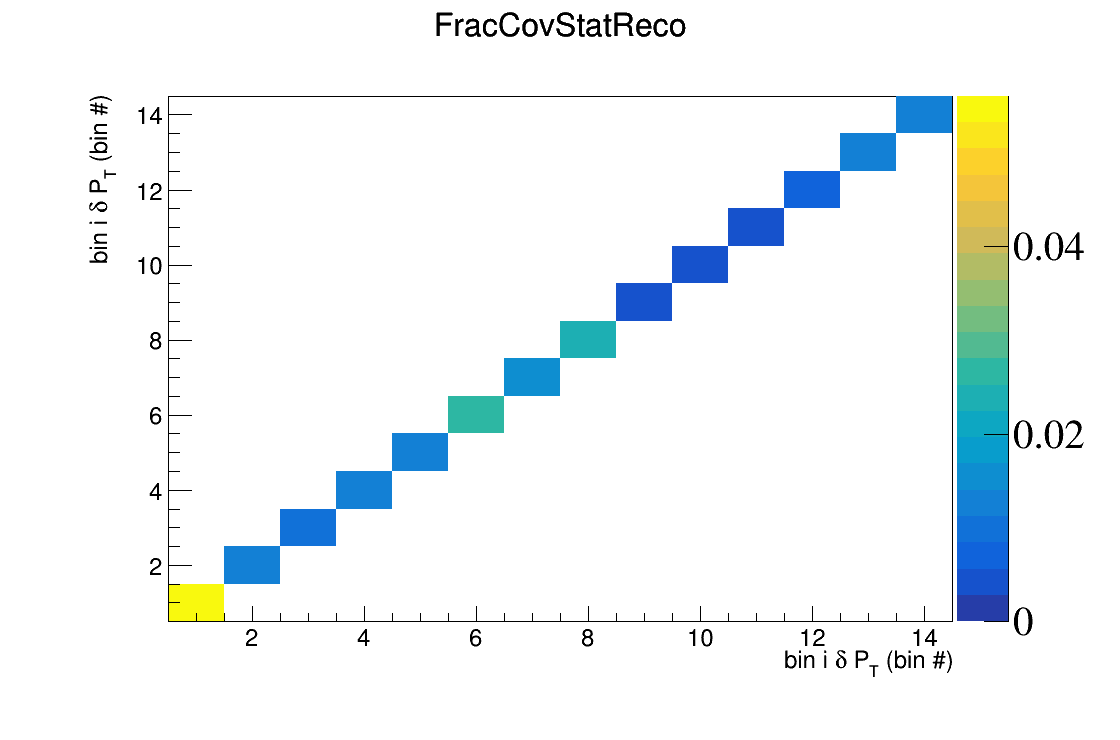 FracCovStatReco
bin i δ P_T (bin #)
14
12
10
8
6
4
2
2 4 6 8 10 12 14
bin i δ P_T (bin #)
0.04
0.02
0